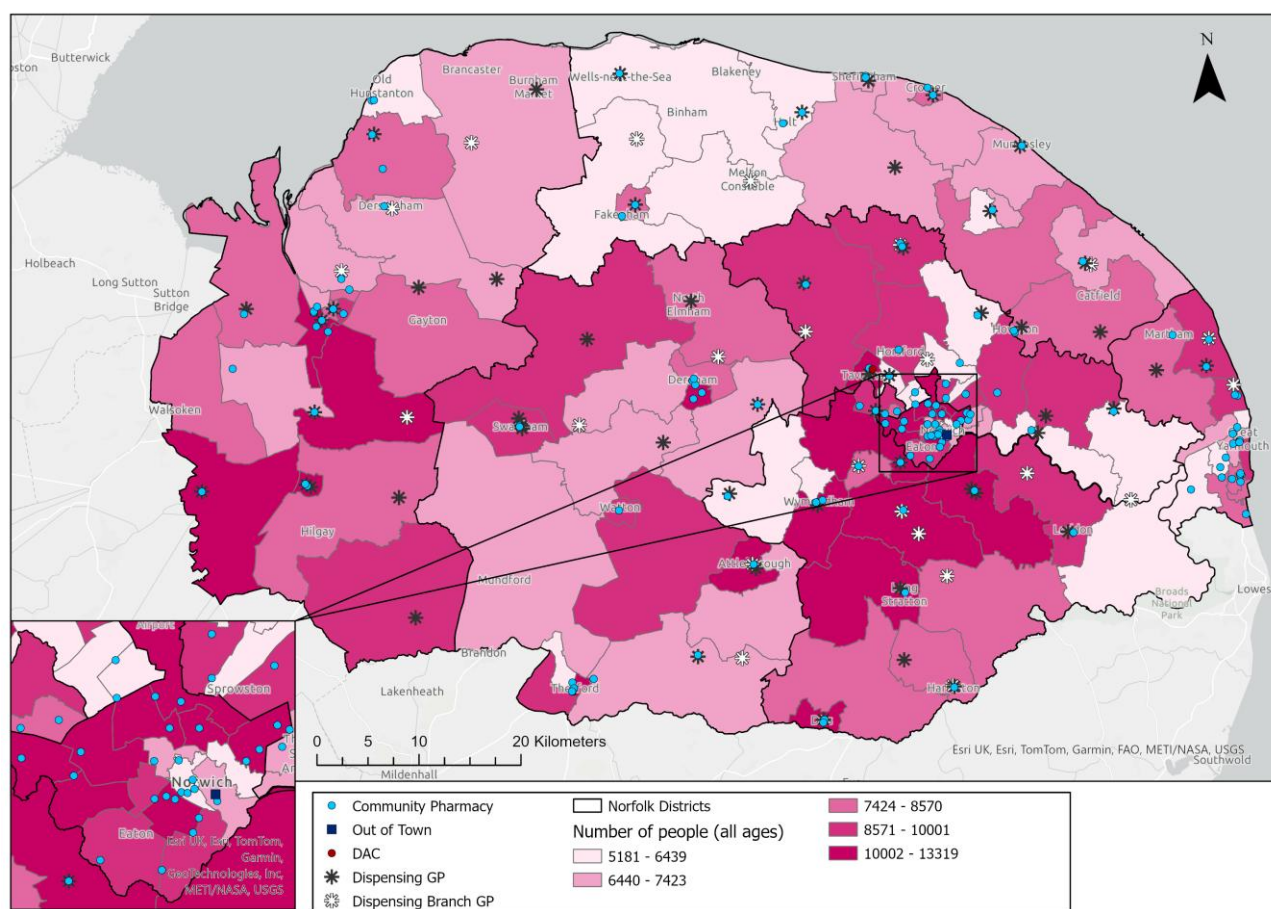 Butterwick
N
Old
Hunstanton
Brancaster
Burnham
Market
Wells-next-the-Sea
Blakeney
Sheringham
Cromer
Binham
Holt
Mundesley
Melton
Constable
Dersingham
Fakenham
Holbeach
Long Sutton
Sutton
Bridge
Catfield
Gayton
North
Elmham
Martham
Horsford
Dereham
Walsoken
Swaffham
Eaton
Yarmouth
Wymondham
Watton
Hilgay
Loddon
Attleborough
Mundford
Long
Stratton
Broads
National
Park
Lowes
Brandon
Thetford
Lakenheath
Harleston
Diss
0 5 10 20 Kilometers
Mildenhall
Esri UK, Esri, TomTom, Garmin, FAO, METI/NASA, USGS
Southwold
Airport
Sprowston
Norwich
Eaton
Esri UK, Esri, TomTom,
Garmin,
GeoTechnologies, Inc,
METI/NASA, USGS
Community Pharmacy
Out of Town
DAC
Dispensing GP
Dispensing Branch GP
Norfolk Districts
Number of people (all ages)
5181 - 6439
6440 - 7423
7424 - 8570
8571 - 10001
10002 - 13319